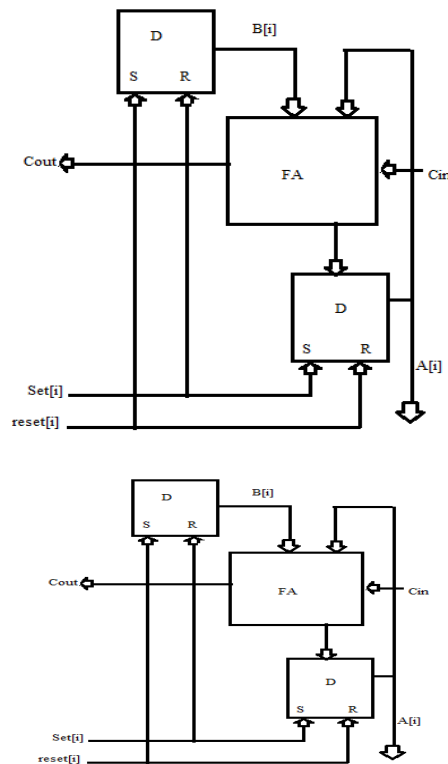 D
B[i]
S R
Cout
FA
Cin
D
S R
A[i]
Set[i]
reset[i]
D
B[i]
S R
Cout
FA
Cin
D
S R
A[i]
Set[i]
reset[i]